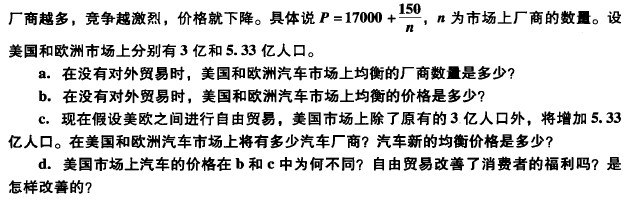 厂商越多，竞争越激烈，价格就下降。具体说 P = 17000 + 150/n，n 为市场上厂商的数量。设
美国和欧洲市场上分别有 3 亿和 5. 33 亿人口。
a. 在没有对外贸易时，美国和欧洲汽车市场上均衡的厂商数量是多少？
b. 在没有对外贸易时，美国和欧洲汽车市场上均衡的价格是多少？
c. 现在假设美欧之间进行自由贸易，美国市场上除了原有的 3 亿人口外，将增加 5. 33
亿人口。在美国和欧洲汽车市场上将有多少汽车厂商？汽车新的均衡价格是多少？
d. 美国市场上汽车的价格在 b 和 c 中为何不同？自由贸易改善了消费者的福利吗？是
怎样改善的？